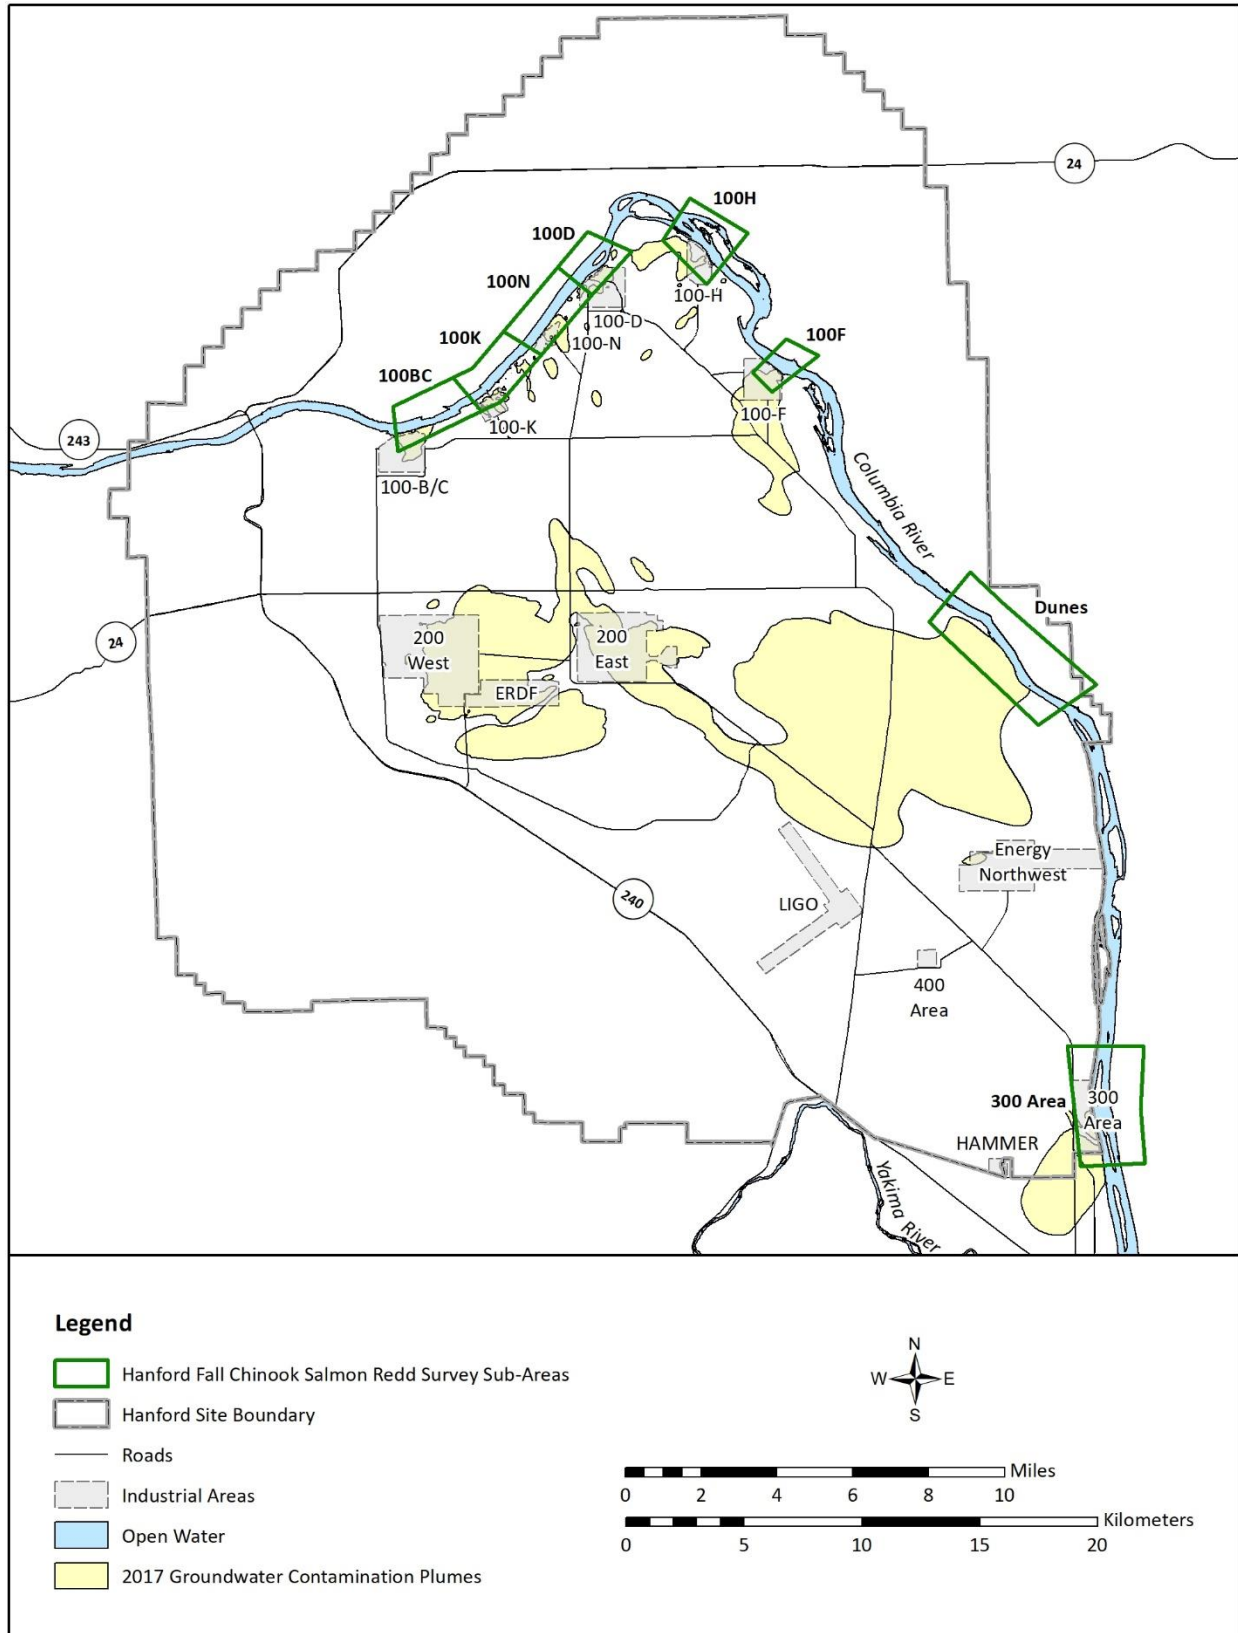 24
100H
100D
100N
100-H
100-D
100K
100-N
100F
100BC
100-F
100-K
243
100-B/C
Columbia River
Dunes
24
200
West
200
East
ERDF
Energy
Northwest
240
LIGO
400
Area
300 Area
300
Area
HAMMER
Yakima River
Legend
Hanford Fall Chinook Salmon Redd Survey Sub-Areas
Hanford Site Boundary
Roads
Industrial Areas
Open Water
2017 Groundwater Contamination Plumes
N
W E
S
Miles
0 2 4 6 8 10
Kilometers
0 5 10 15 20